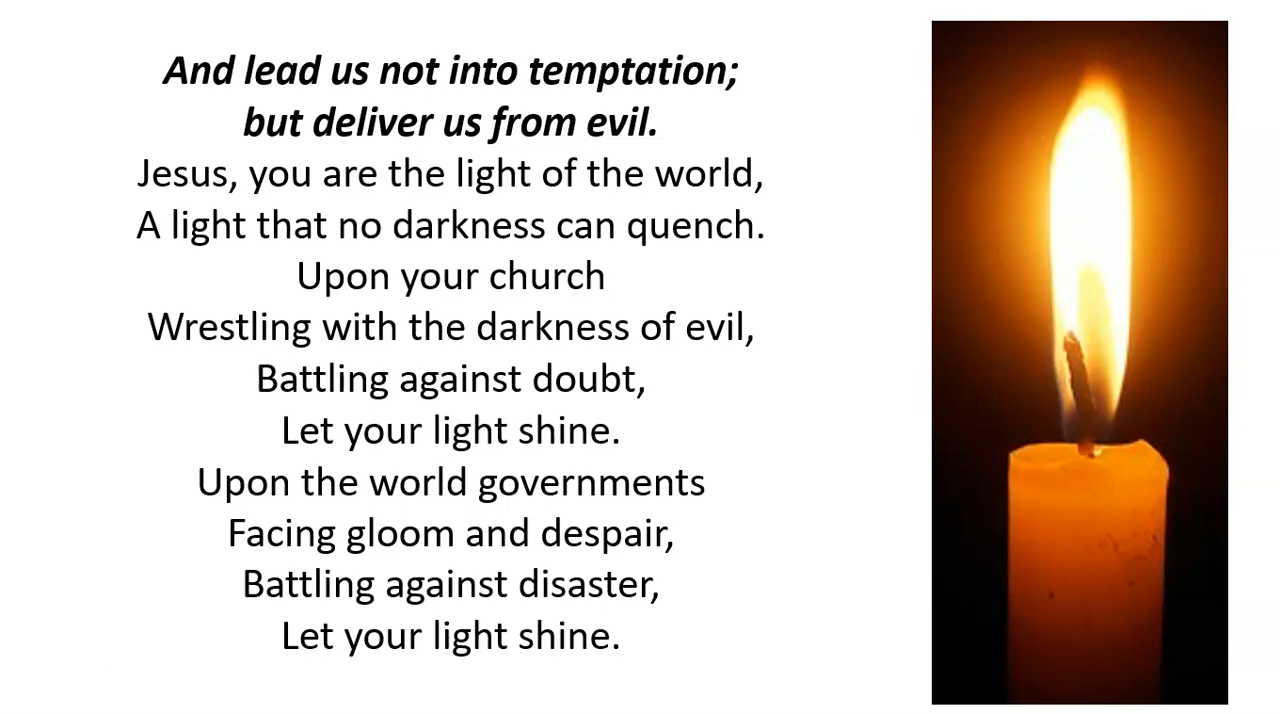 And lead us not into temptation;
but deliver us from evil.
Jesus, you are the light of the world,
A light that no darkness can quench.
Upon your church
Wrestling with the darkness of evil,
Battling against doubt,
Let your light shine.
Upon the world governments
Facing gloom and despair,
Battling against disaster,
Let your light shine.